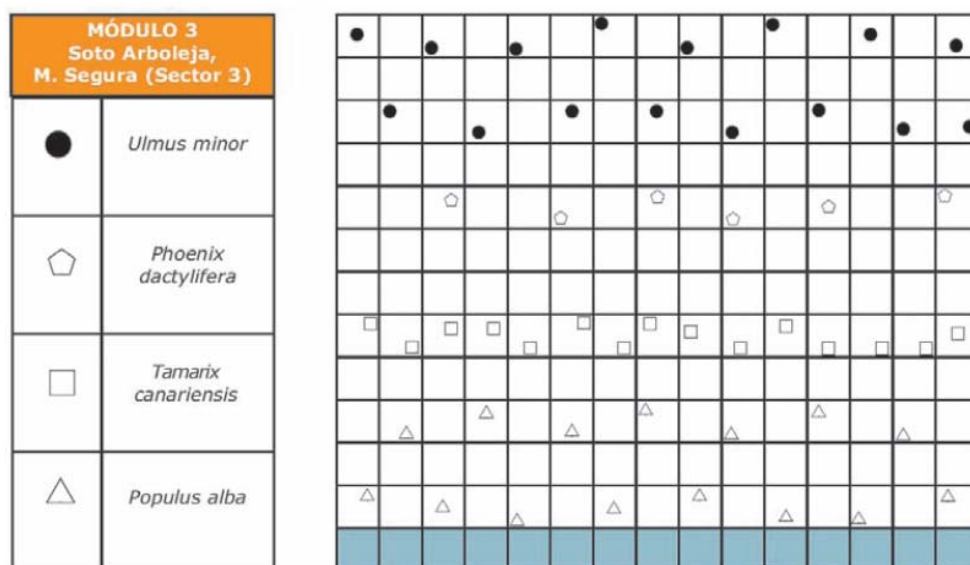 MÓDULO 3
Soto Arboleja,
M. Segura (Sector 3)
Ulmus minor
Phoenix
dactylifera
Tamarix
canariensis
Populus alba